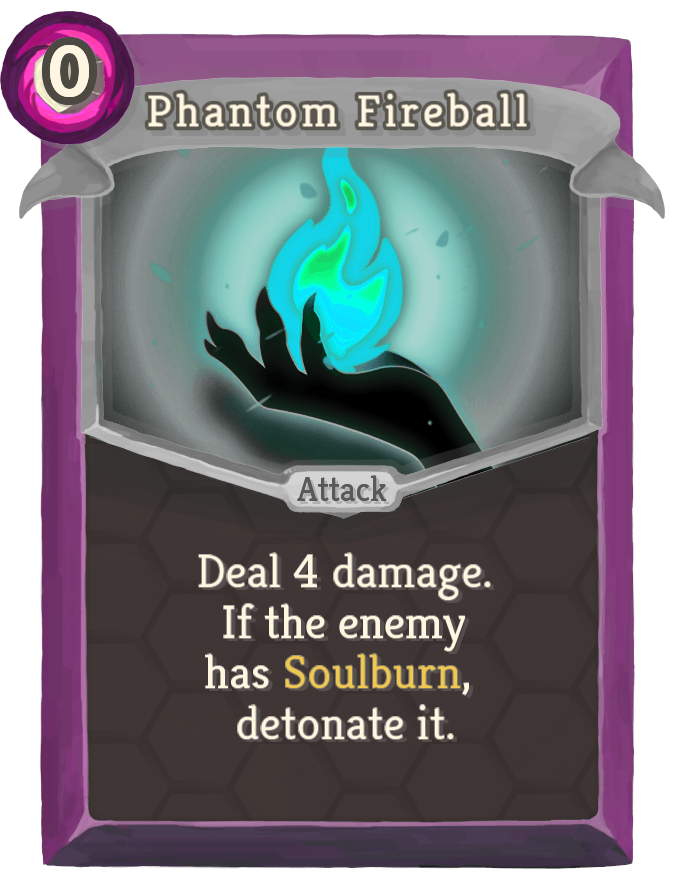 0
Phantom Fireball
Attack
Deal 4 damage.
If the enemy
has Soulburn,
detonate it.